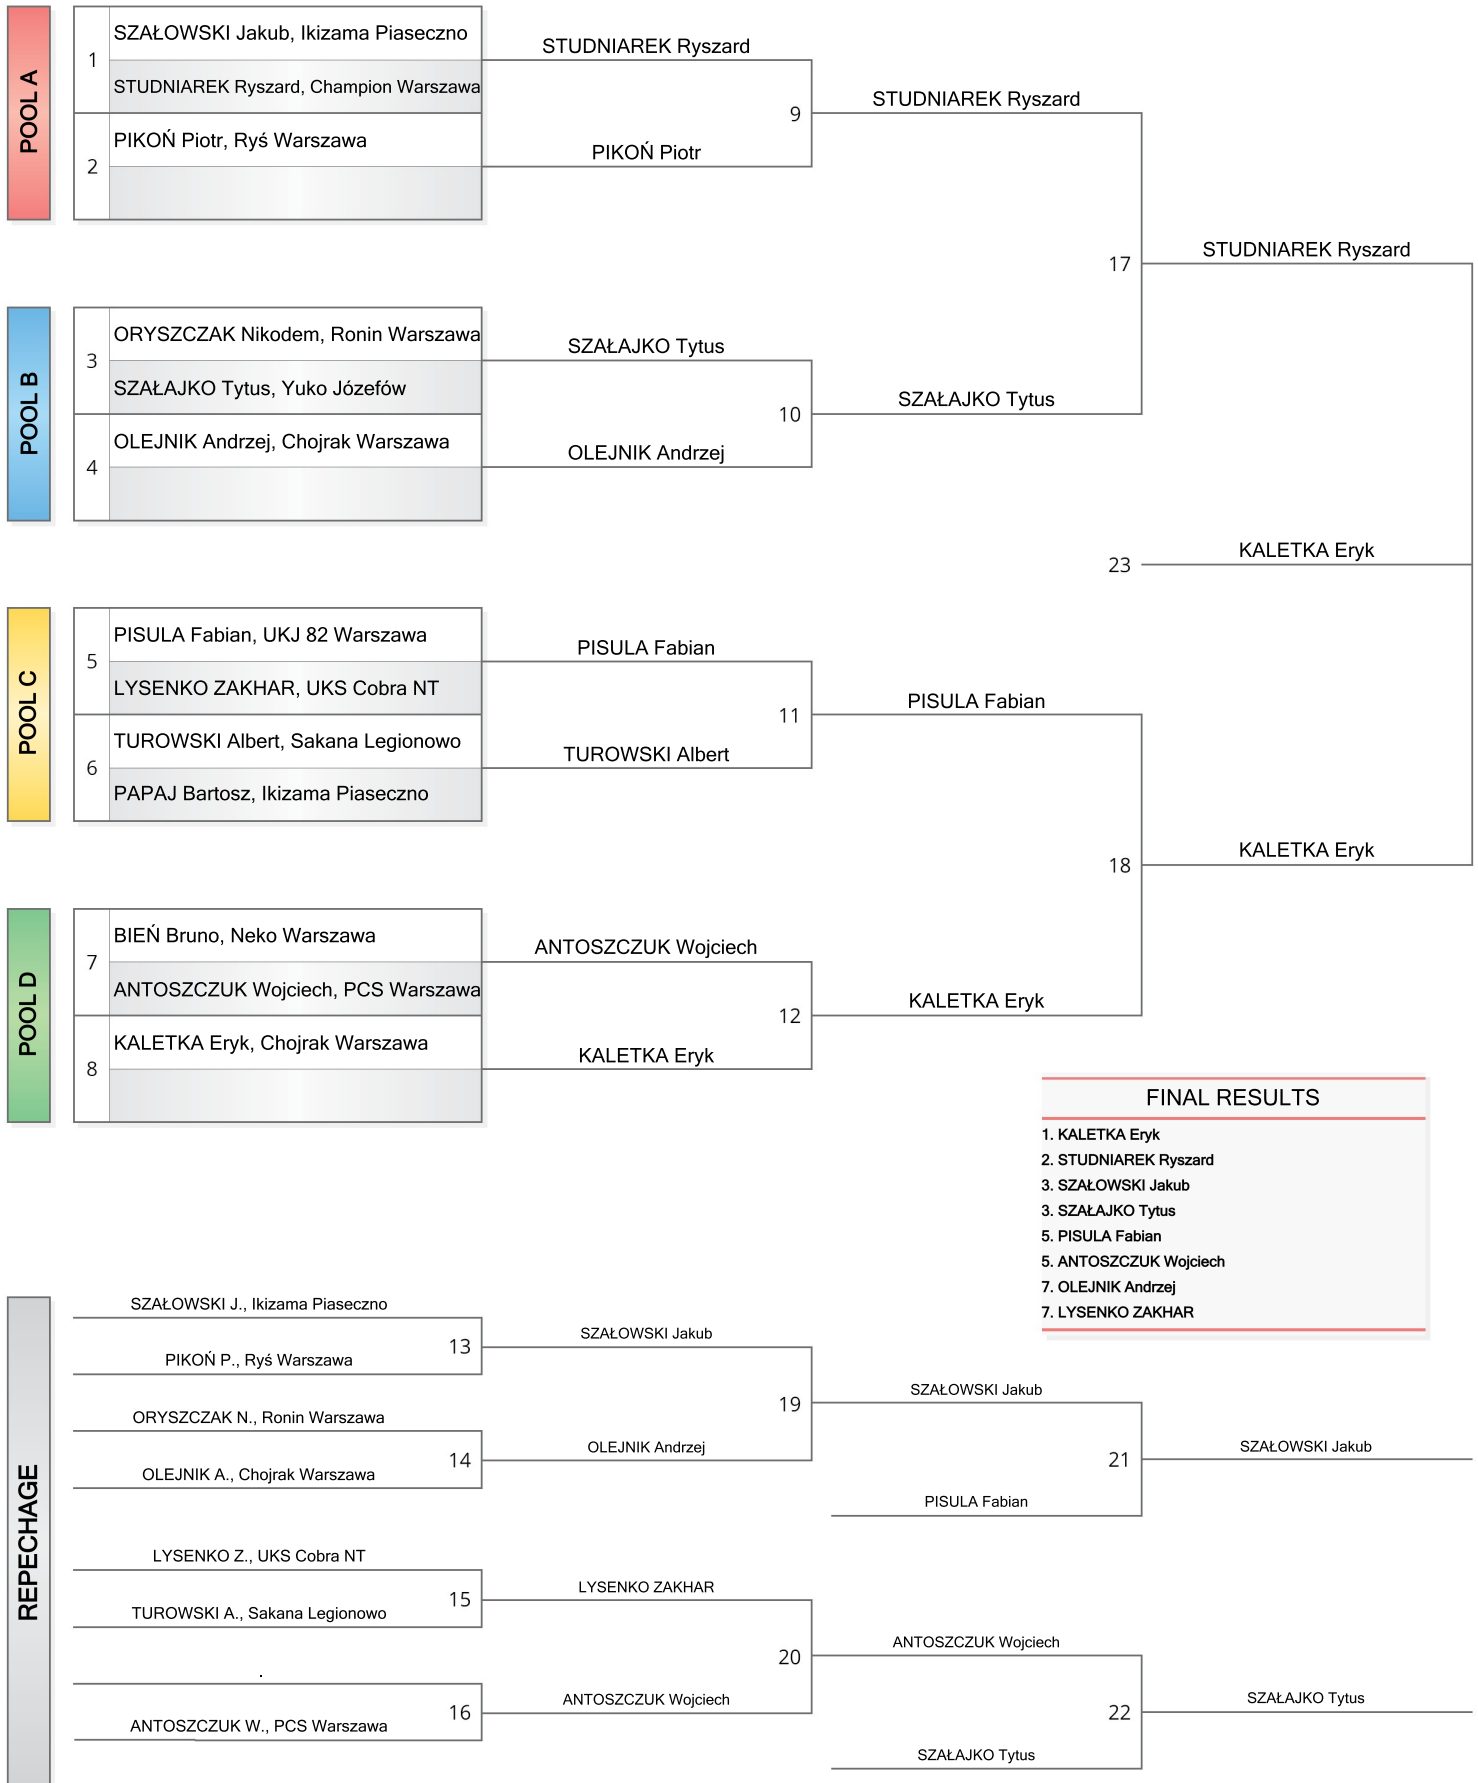 POOL A
1
SZAŁOWSKI Jakub, Ikizama Piaseczno
STUDNIAREK Ryszard, Champion Warszawa
2
PIKOŃ Piotr, Ryś Warszawa
STUDNIAREK Ryszard
PIKOŃ Piotr
9
STUDNIAREK Ryszard
POOL B
3
ORYSZCZAK Nikodem, Ronin Warszawa
SZAŁAJKO Tytus, Yuko Józefów
4
OLEJNIK Andrzej, Chojrak Warszawa
SZAŁAJKO Tytus
OLEJNIK Andrzej
10
SZAŁAJKO Tytus
17
STUDNIAREK Ryszard
23
KALETKA Eryk
POOL C
5
PISULA Fabian, UKJ 82 Warszawa
LYSENKO ZAKHAR, UKS Cobra NT
6
TUROWSKI Albert, Sakana Legionowo
PAPAJ Bartosz, Ikizama Piaseczno
PISULA Fabian
TUROWSKI Albert
11
PISULA Fabian
POOL D
7
BIEŃ Bruno, Neko Warszawa
ANTOSZCZUK Wojciech, PCS Warszawa
8
KALETKA Eryk, Chojrak Warszawa
ANTOSZCZUK Wojciech
KALETKA Eryk
12
KALETKA Eryk
18
KALETKA Eryk
FINAL RESULTS
1. KALETKA Eryk
2. STUDNIAREK Ryszard
3. SZAŁOWSKI Jakub
3. SZAŁAJKO Tytus
5. PISULA Fabian
5. ANTOSZCZUK Wojciech
7. OLEJNIK Andrzej
7. LYSENKO ZAKHAR
REPECHAGE
SZAŁOWSKI J., Ikizama Piaseczno
PIKOŃ P., Ryś Warszawa
13
SZAŁOWSKI Jakub
ORYSZCZAK N., Ronin Warszawa
OLEJNIK A., Chojrak Warszawa
14
OLEJNIK Andrzej
19
SZAŁOWSKI Jakub
PISULA Fabian
21
SZAŁOWSKI Jakub
LYSENKO Z., UKS Cobra NT
TUROWSKI A., Sakana Legionowo
15
LYSENKO ZAKHAR
.
ANTOSZCZUK W., PCS Warszawa
16
ANTOSZCZUK Wojciech
20
ANTOSZCZUK Wojciech
SZAŁAJKO Tytus
22
SZAŁAJKO Tytus